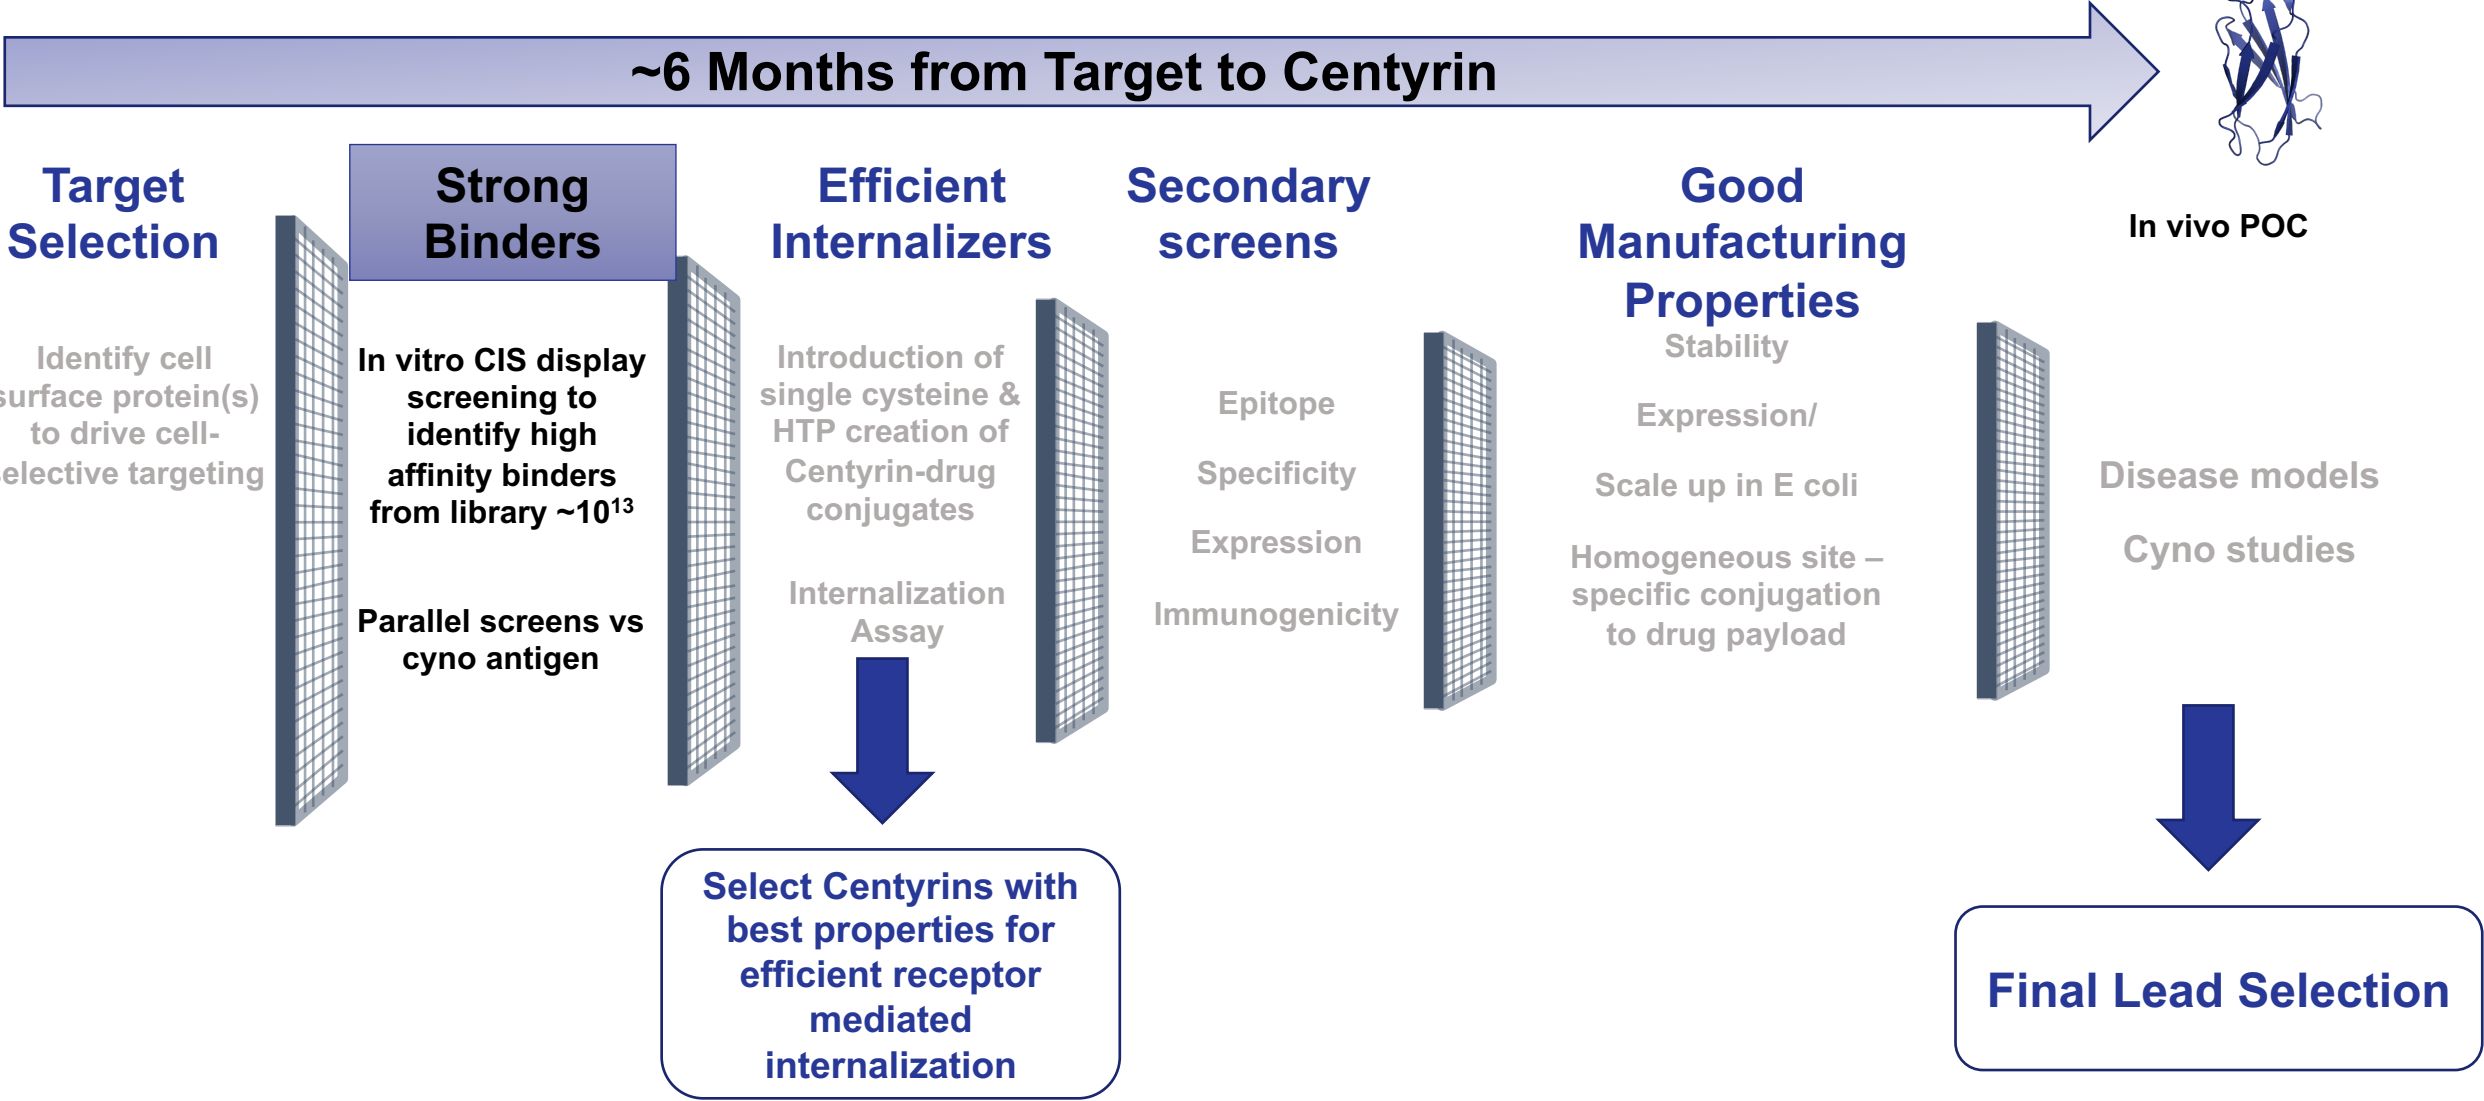 ~6 Months from Target to Centyrin
Target
Selection
Identify cell
surface protein(s)
to drive cell-
selective targeting
Strong
Binders
In vitro CIS display
screening to
identify high
affinity binders
from library ~10¹³
Parallel screens vs
cyno antigen
Efficient
Internalizers
Introduction of
single cysteine &
HTP creation of
Centyrin-drug
conjugates
Internalization
Assay
Select Centyrins with
best properties for
efficient receptor
mediated
internalization
Secondary
screens
Epitope
Specificity
Expression
Immunogenicity
Good
Manufacturing
Properties
Stability
Expression/
Scale up in E coli
Homogeneous site –
specific conjugation
to drug payload
In vivo POC
Disease models
Cyno studies
Final Lead Selection